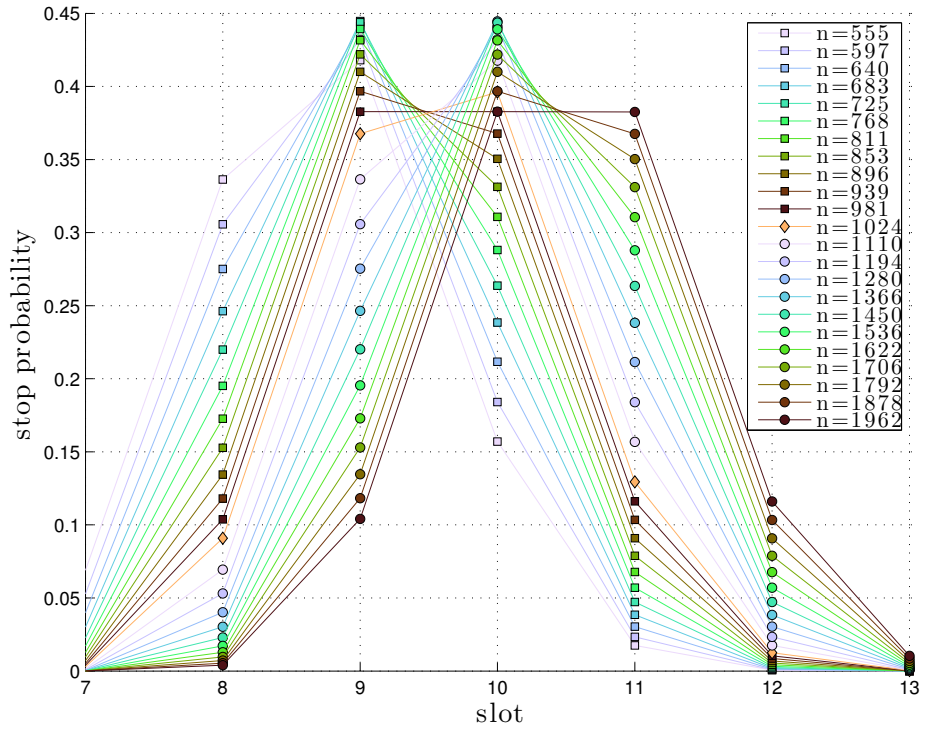 0.45
0.4
0.35
0.3
0.25
0.2
0.15
0.1
0.05
0
stop probability
7 8 9 10 11 12 13
slot
n=555
n=597
n=640
n=683
n=725
n=768
n=811
n=853
n=896
n=939
n=981
n=1024
n=1110
n=1194
n=1280
n=1366
n=1450
n=1536
n=1622
n=1706
n=1792
n=1878
n=1962